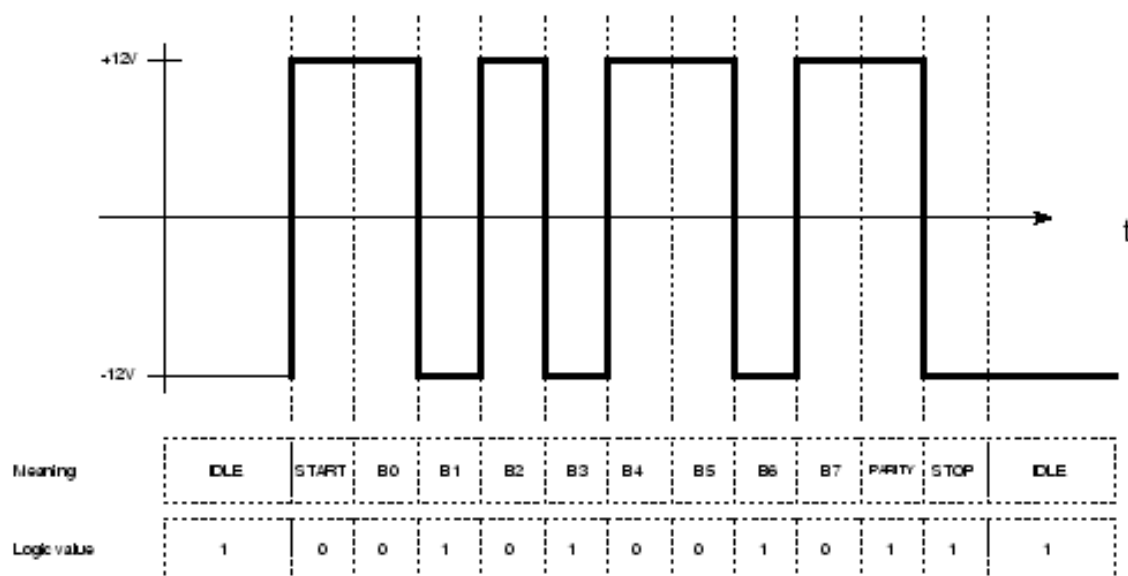 +12V
t
-12V
Meaning IDLE START B0 B1 B2 B3 B4 B5 B6 B7 PARITY STOP IDLE
Logic value 1 0 0 1 0 1 0 0 1 0 1 1 1